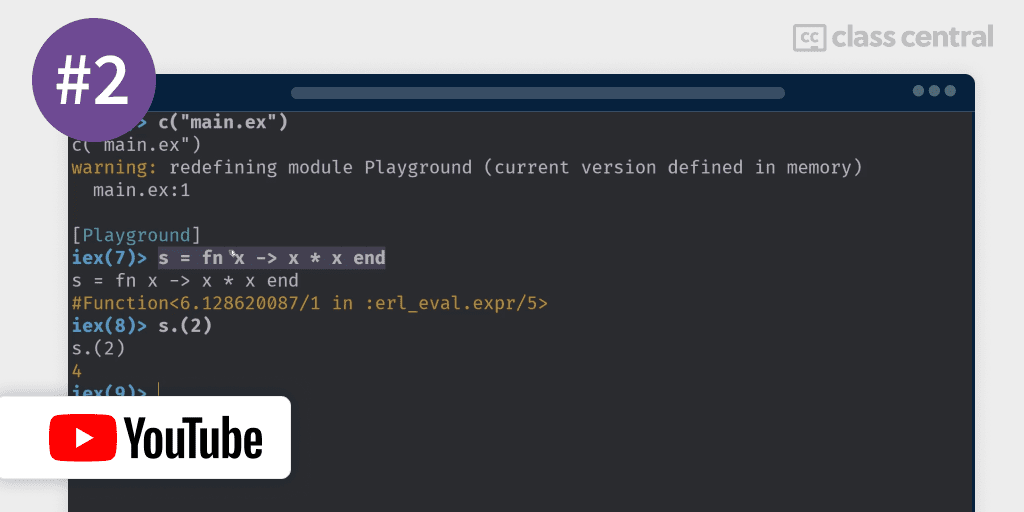 #2
class central
> c("main.ex")
c("main.ex")
warning: redefining module Playground (current version defined in memory)
main.ex:1
[Playground]
iex(7)> s = fn x -> x * x end
s = fn x -> x * x end
#Function<6.128620087/1 in :erl_eval.expr/5>
iex(8)> s.(2)
s.(2)
4
iex(9)>
YouTube